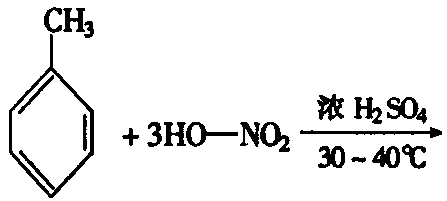 CH₃
+ 3HO—NO₂ 浓 H₂SO₄
30~40℃